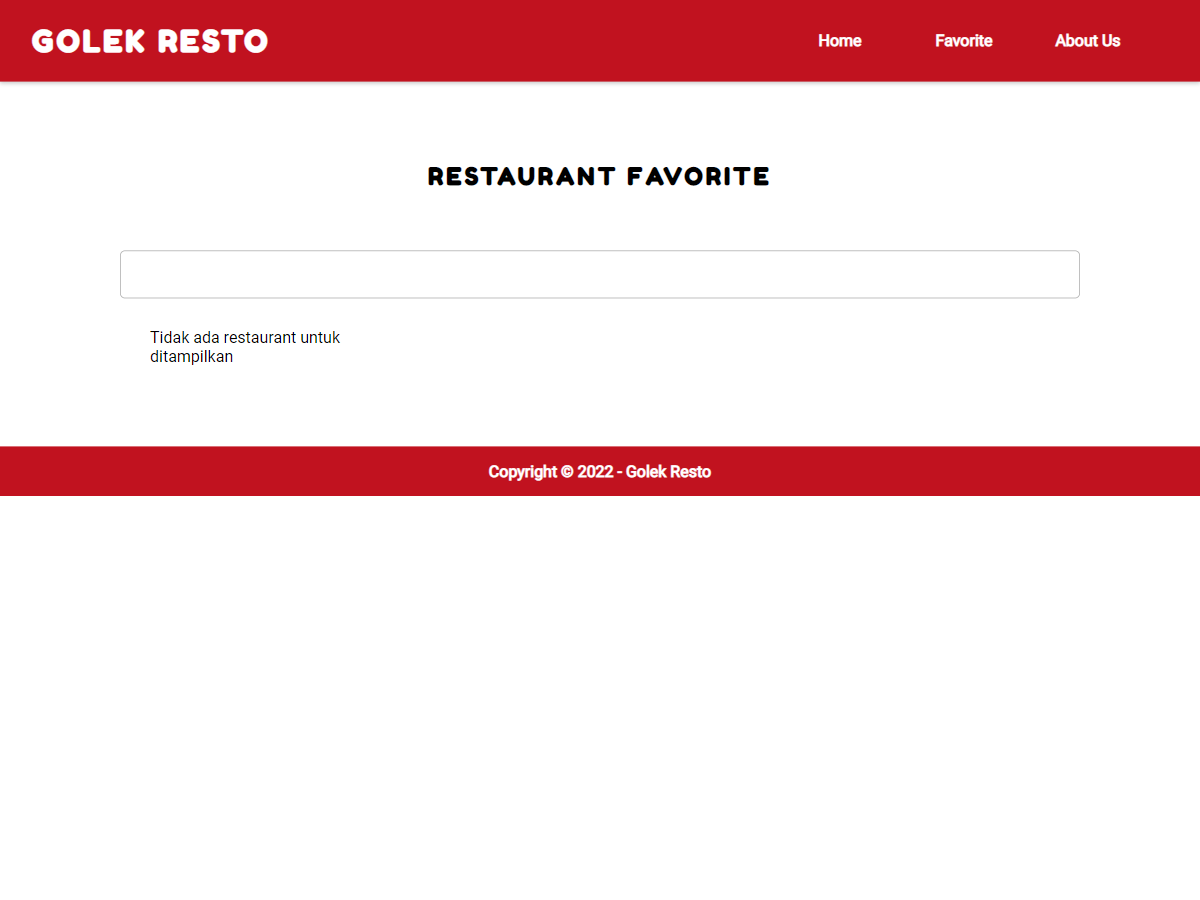 GOLEK RESTO
Home
Favorite
About Us
RESTAURANT FAVORITE
Tidak ada restaurant untuk
ditampilkan
Copyright © 2022 - Golek Resto